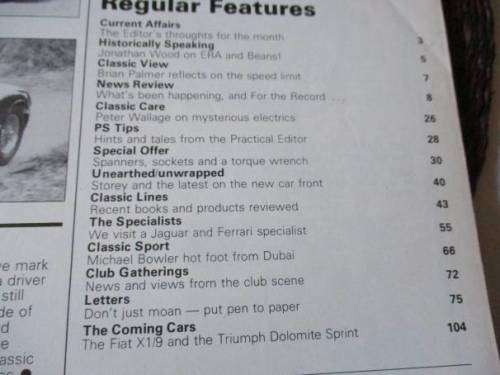 Regular Features
Current Affairs
The Editor's thoughts for the month 3
Historically Speaking
Jonathan Wood on ERA and Beans! 5
Classic View
Brian Palmer reflects on the speed limit 7
News Review
What's been happening, and For the Record ... 8
Classic Care
Peter Wallage on mysterious electrics 26
PS Tips
Hints and tales from the Practical Editor 28
Special Offer
Spanners, sockets and a torque wrench 30
Unearthed/unwrapped
Storey and the latest on the new car front 40
Classic Lines
Recent books and products reviewed 43
The Specialists
We visit a Jaguar and Ferrari specialist 55
Classic Sport
Michael Bowler hot foot from Dubai 66
Club Gatherings
News and views from the club scene 72
Letters
Don't just moan — put pen to paper 75
The Coming Cars
The Fiat X1/9 and the Triumph Dolomite Sprint 104
mark
driver
still
of